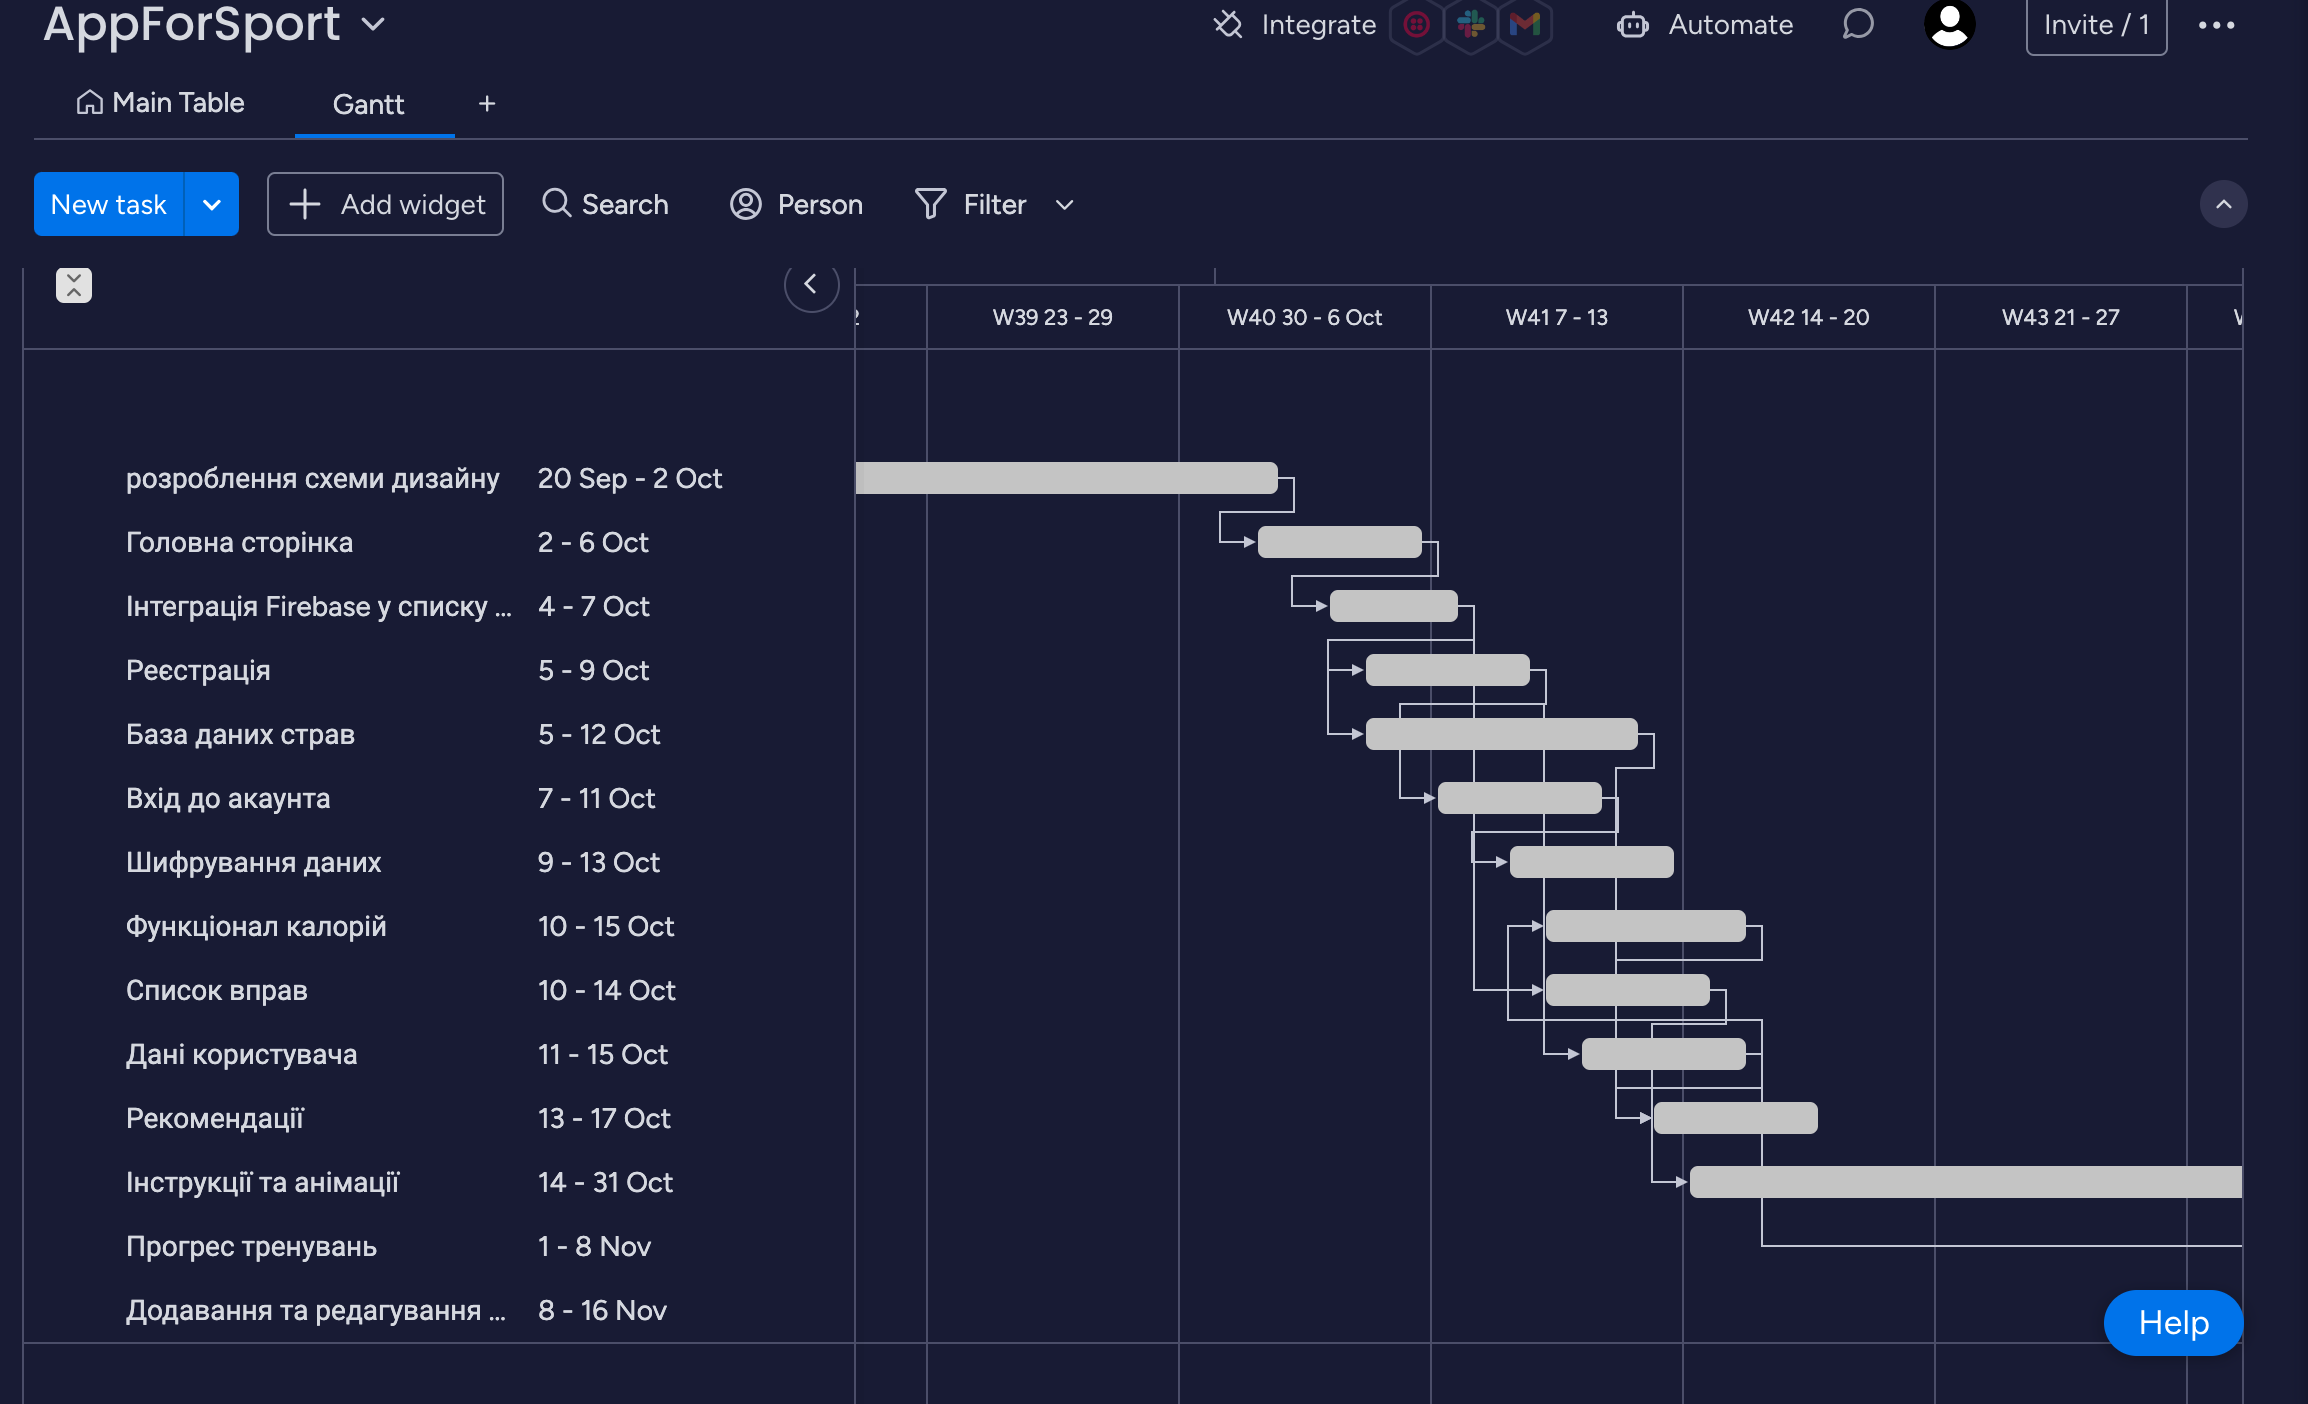 AppForSport
Integrate
Automate
Invite / 1
Main Table
Gantt
New task
Add widget
Search
Person
Filter
W39 23 - 29
W40 30 - 6 Oct
W41 7 - 13
W42 14 - 20
W43 21 - 27
розроблення схеми дизайну 20 Sep - 2 Oct
Головна сторінка 2 - 6 Oct
Інтеграція Firebase у списку ... 4 - 7 Oct
Реєстрація 5 - 9 Oct
База даних страв 5 - 12 Oct
Вхід до акаунта 7 - 11 Oct
Шифрування даних 9 - 13 Oct
Функціонал калорій 10 - 15 Oct
Список вправ 10 - 14 Oct
Дані користувача 11 - 15 Oct
Рекомендації 13 - 17 Oct
Інструкції та анімації 14 - 31 Oct
Прогрес тренувань 1 - 8 Nov
Додавання та редагування ... 8 - 16 Nov
Help